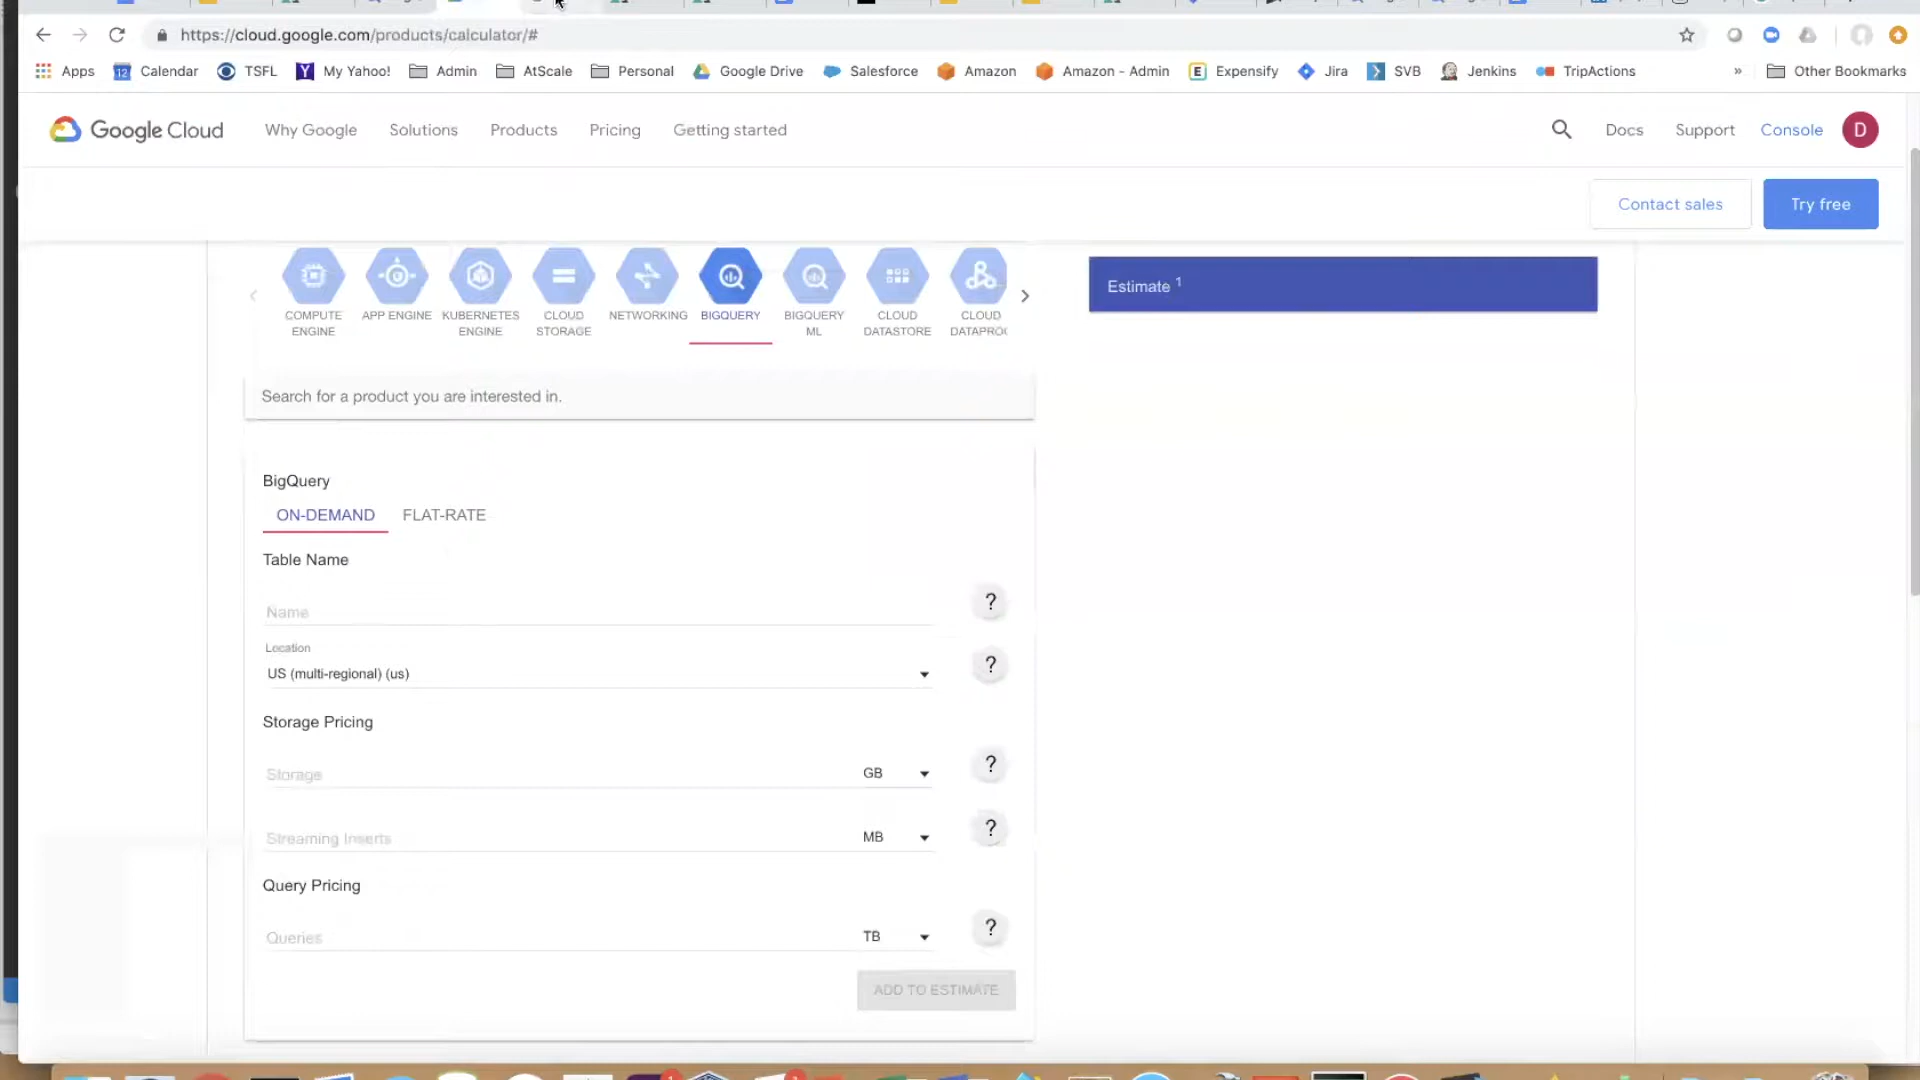 https://cloud.google.com/products/calculator/#
Apps Calendar TSFL My Yahoo! Admin AtScale Personal Google Drive Salesforce Amazon Amazon - Admin Expensify Jira SVB Jenkins TripActions » Other Bookmarks
Google Cloud Why Google Solutions Products Pricing Getting started Docs Support Console D
Contact sales Try free
COMPUTE ENGINE
APP ENGINE
KUBERNETES ENGINE
CLOUD STORAGE
NETWORKING
BIGQUERY
BIGQUERY ML
CLOUD DATASTORE
CLOUD DATAPROC
Estimate 1
Search for a product you are interested in.
BigQuery
ON-DEMAND FLAT-RATE
Table Name
Name ?
Location
US (multi-regional) (us) ?
Storage Pricing
Storage GB ?
Streaming Inserts MB ?
Query Pricing
Queries TB ?
ADD TO ESTIMATE